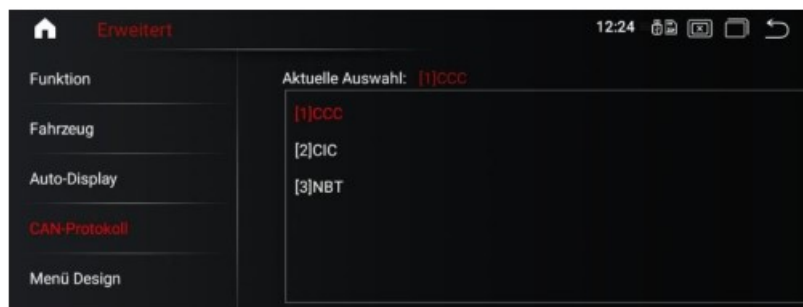 Erweitert 12:24
Funktion
Aktuelle Auswahl: [1]CCC
[1]CCC
Fahrzeug
[2]CIC
Auto-Display
[3]NBT
CAN-Protokoll
Menü Design